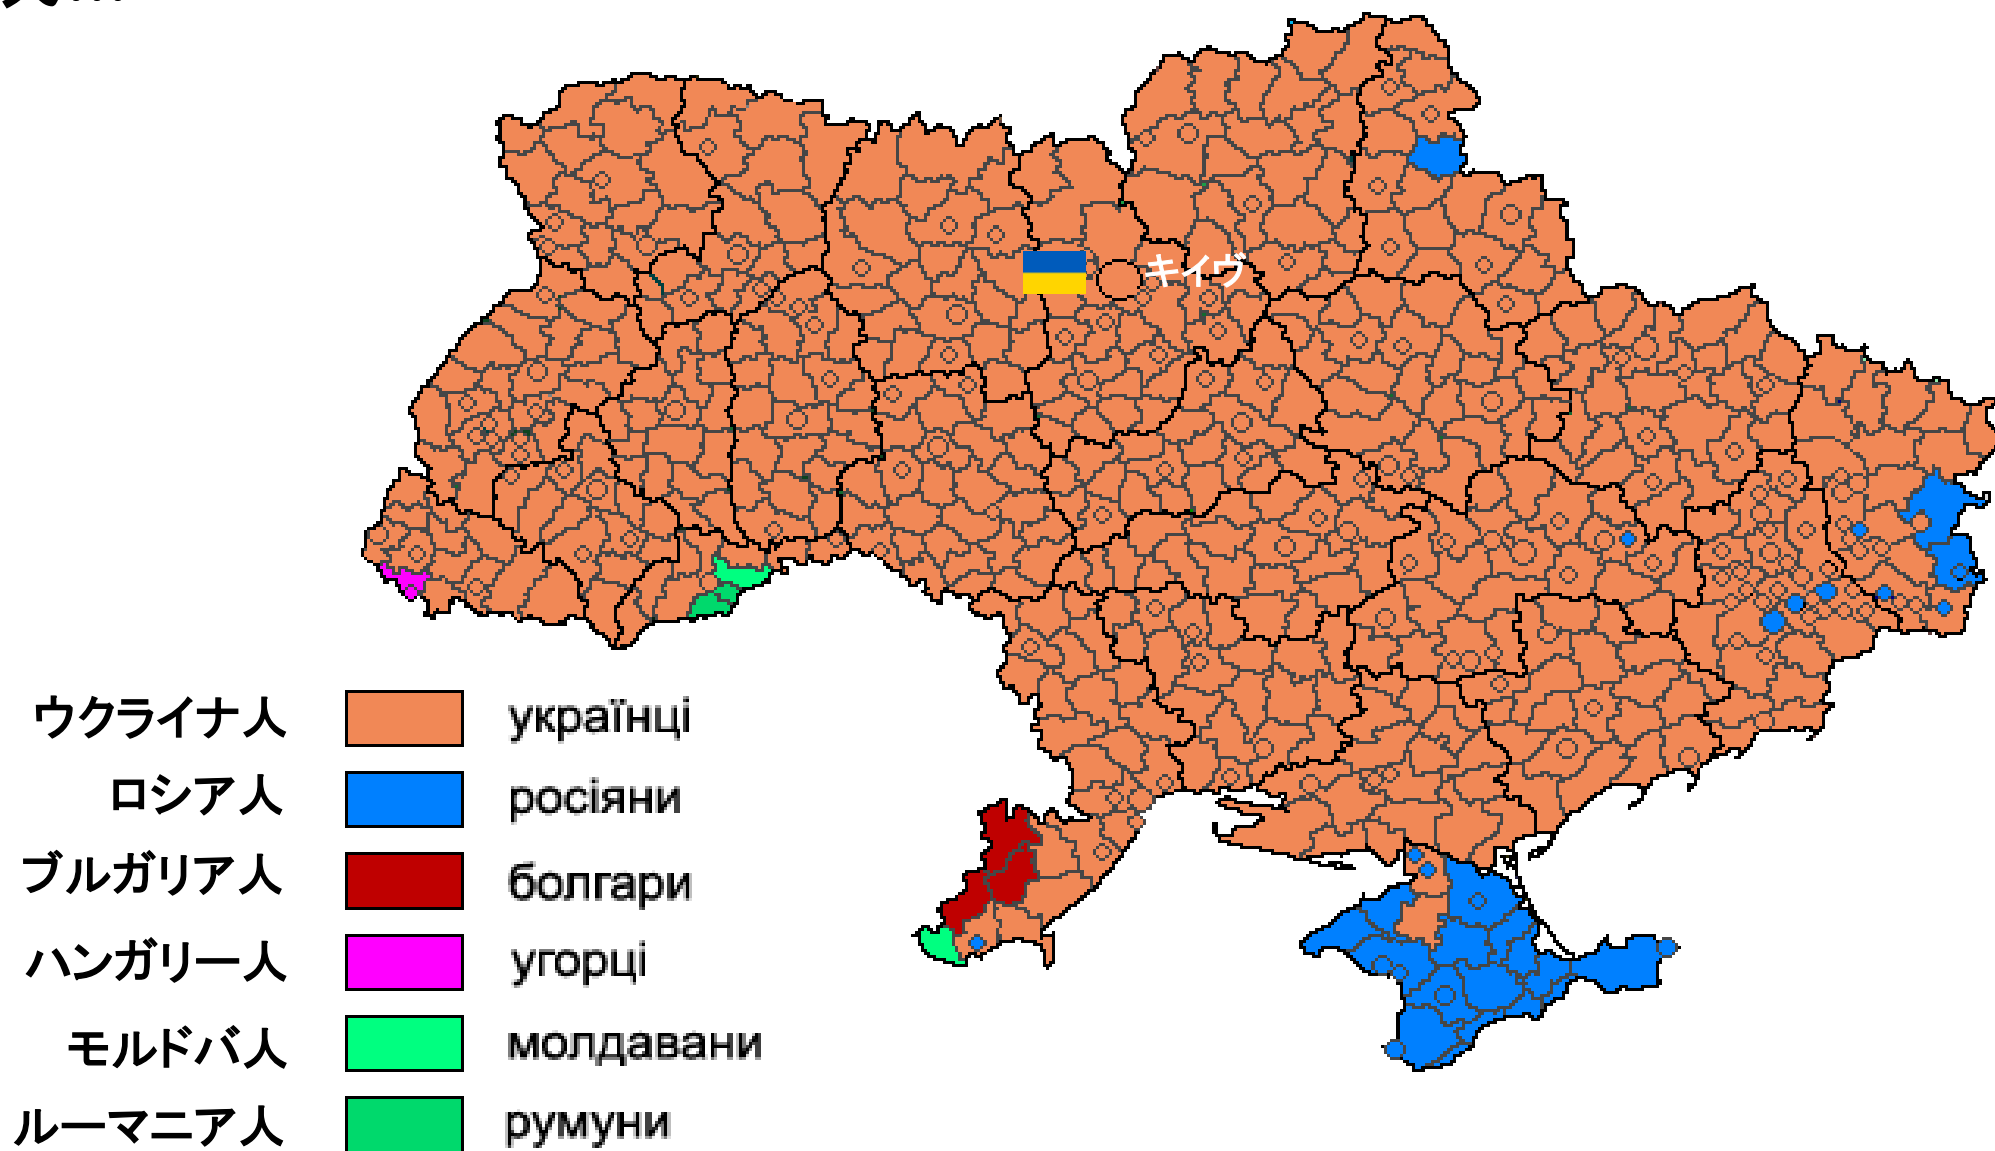 キイヴ
ウクライナ人 українці
ロシア人 росіяни
ブルガリア人 болгари
ハンガリー人 угорці
モルドバ人 молдавани
ルーマニア人 румуни